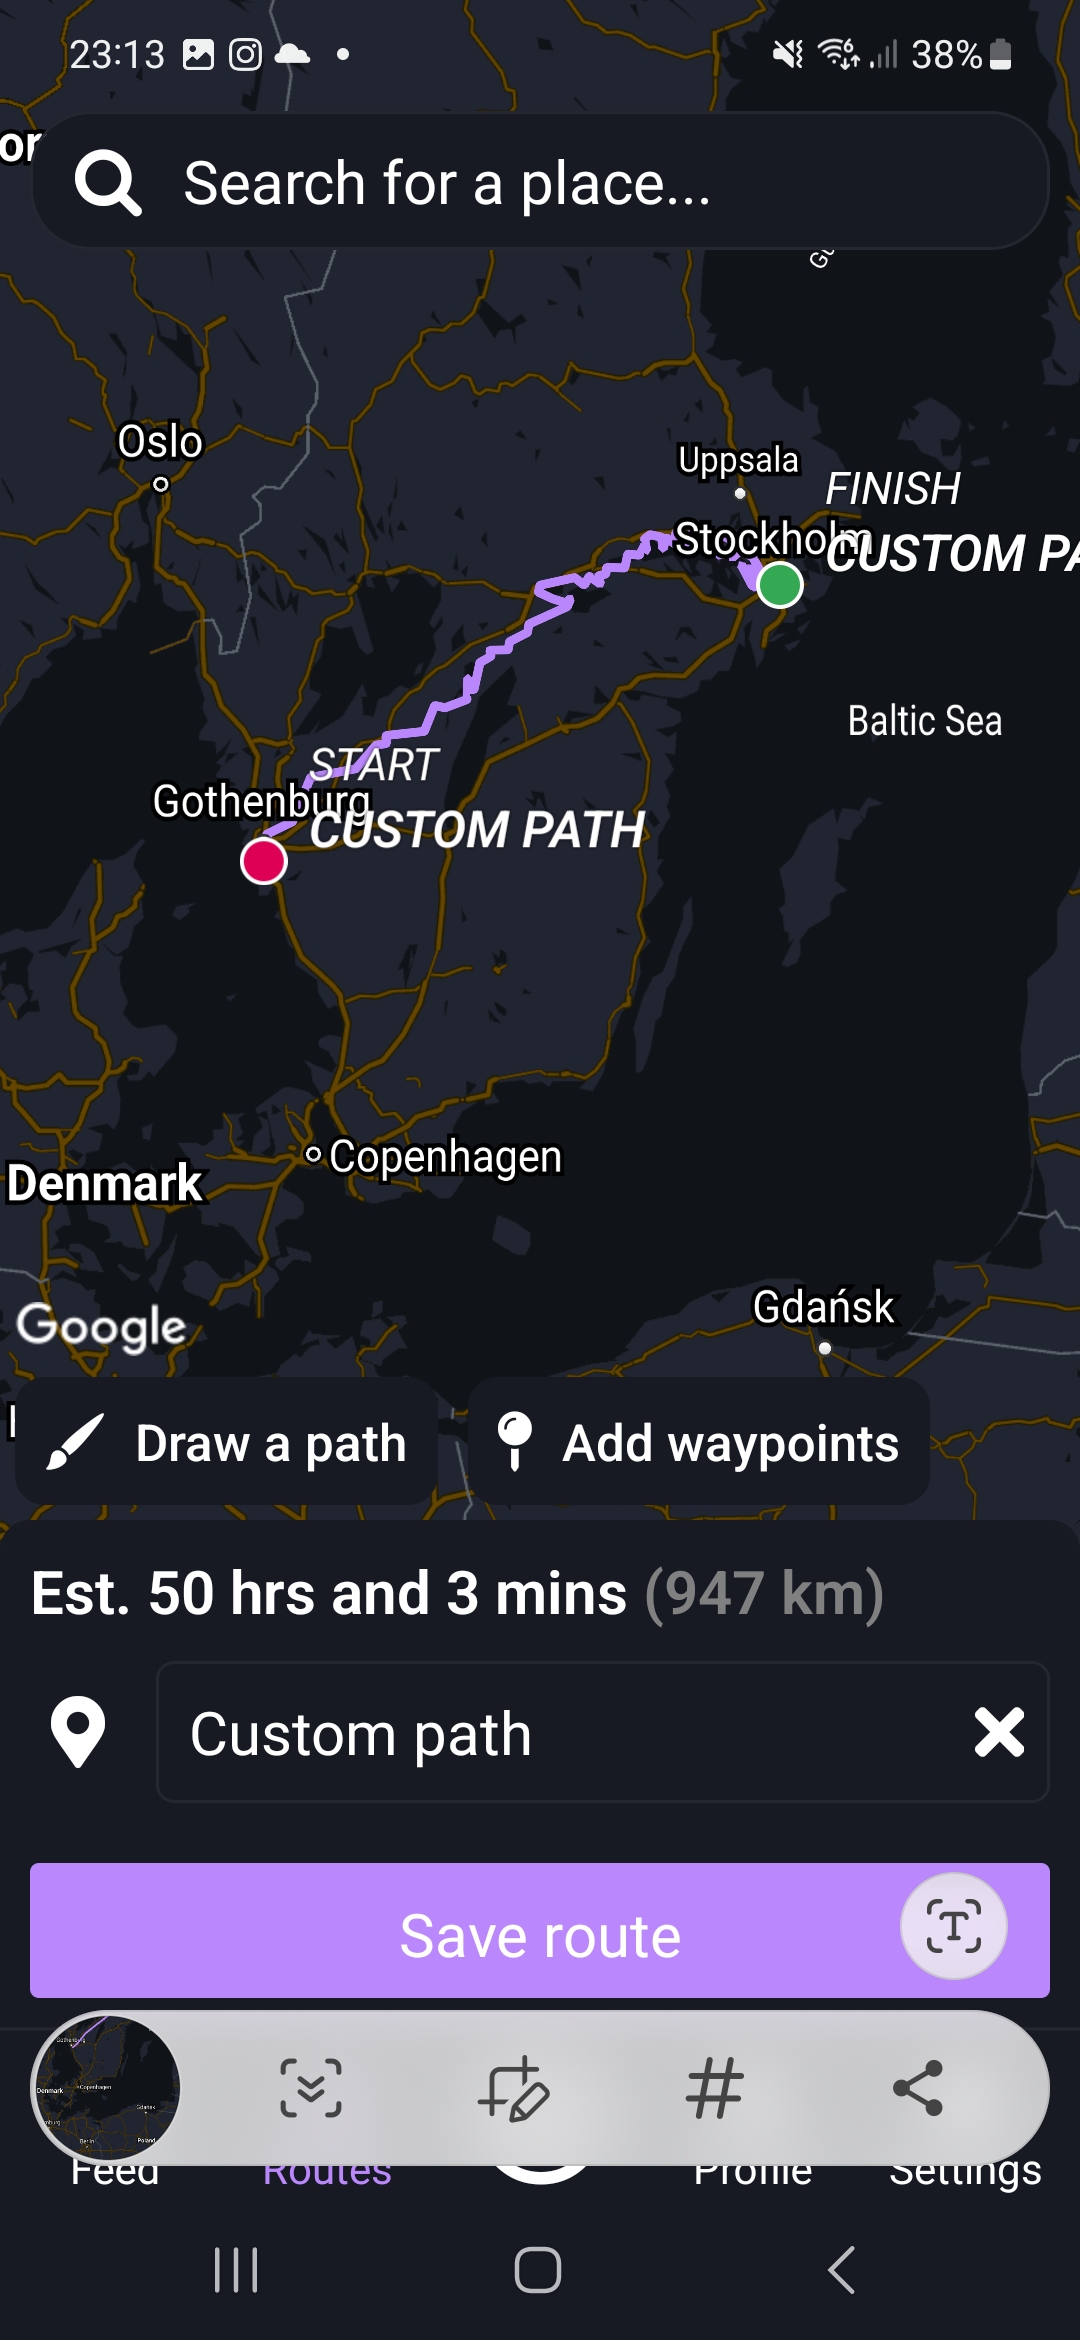 23:13
38%
or
Search for a place...
Oslo
Uppsala
FINISH
Stockholm
CUSTOM PA
Baltic Sea
START
Gothenburg
CUSTOM PATH
Copenhagen
Denmark
Gdańsk
Google
Draw a path
Add waypoints
Est. 50 hrs and 3 mins (947 km)
Custom path
Save route
Feed
Routes
Profile
Settings